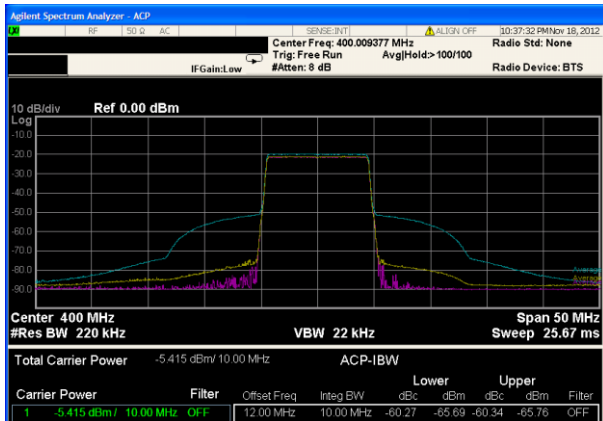 Agilent Spectrum Analyzer - ACP
RF 50 Ω AC SENSE:INT ALIGN OFF 10:37:32 PM Nov 18, 2012
Center Freq: 400.009377 MHz Radio Std: None
Trig: Free Run Avg|Hold:>100/100
IFGain:Low #Atten: 8 dB Radio Device: BTS
10 dB/div Ref 0.00 dBm
Log
-10.0
-20.0
-30.0
-40.0
-50.0
-60.0
-70.0
-80.0
-90.0
Average
Average
Center 400 MHz Span 50 MHz
#Res BW 220 kHz VBW 22 kHz Sweep 25.67 ms
Total Carrier Power -5.415 dBm/ 10.00 MHz ACP-IBW
Lower Upper
Carrier Power Filter Offset Freq Integ BW dBc dBm dBc dBm Filter
1 -5.415 dBm / 10.00 MHz OFF 12.00 MHz 10.00 MHz -60.27 -65.69 -60.34 -65.76 OFF